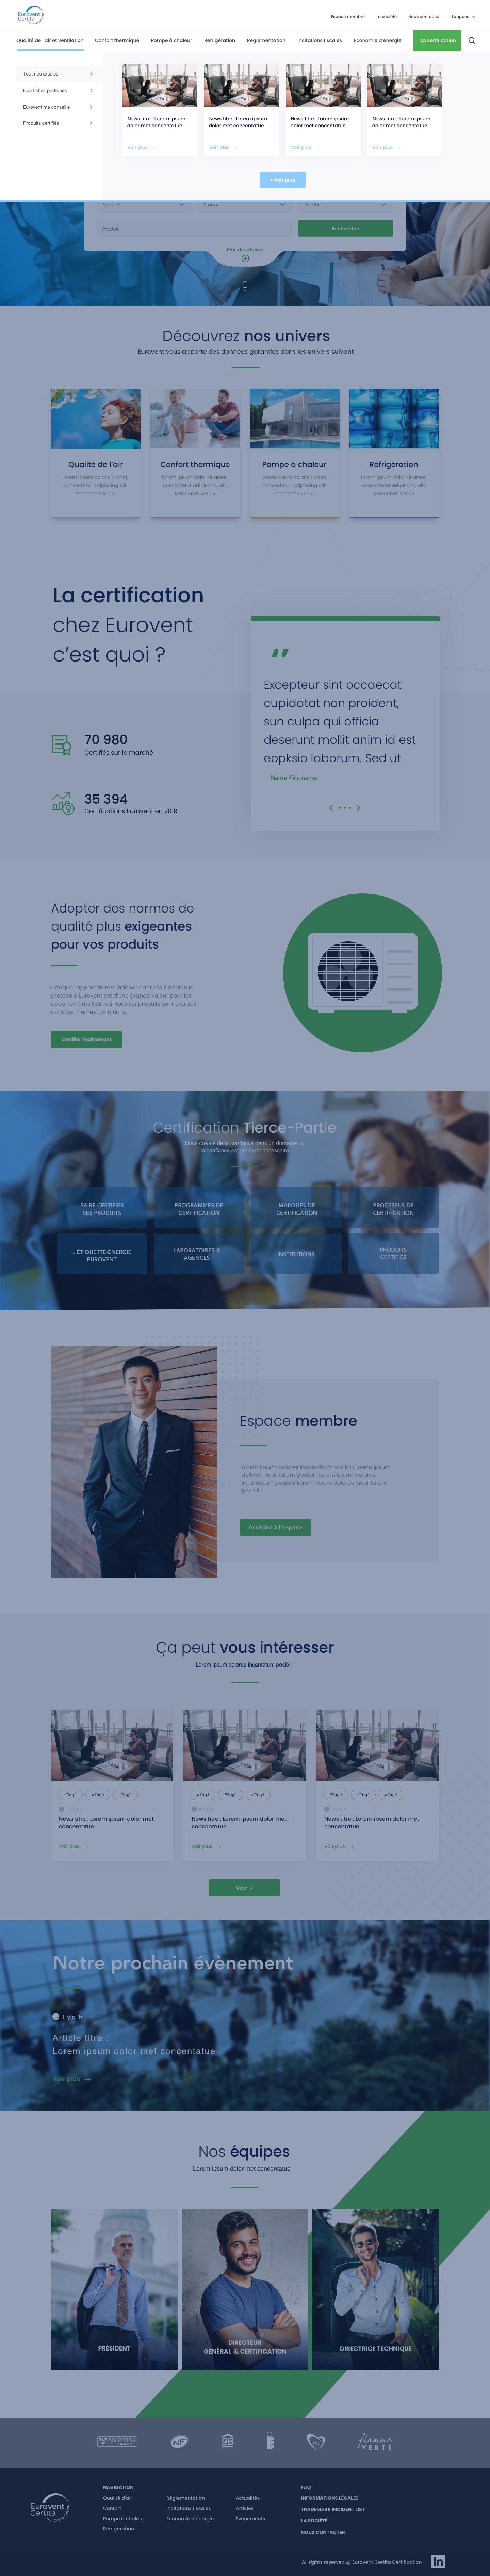 Eurovent
Certita
Espace membre La société Nous contacter Langues
Qualité de l'air et ventilation Confort thermique Pompe à chaleur Réfrigération Réglementation Incitations fiscales Economie d'énergie La certification
Tout nos articles
Nos fiches pratiques
Eurovent me conseille
Produits certifiés
News titre : Lorem ipsum
dolor met concentatue
Voir plus
News titre : Lorem ipsum
dolor met concentatue
Voir plus
News titre : Lorem ipsum
dolor met concentatue
Voir plus
News titre : Lorem ipsum
dolor met concentatue
Voir plus
+ Voir plus
Produit Produit Produit
Produit Rechercher
Plus de critères
Découvrez nos univers
Eurovent vous apporte des données garanties dans les univers suivant
Qualité de l'air
Lorem ipsum dolor sit amet,
consectetur adipiscing elit.
Maecenas varius
Confort thermique
Lorem ipsum dolor sit amet,
consectetur adipiscing elit.
Maecenas varius
Pompe à chaleur
Lorem ipsum dolor sit amet,
consectetur adipiscing elit.
Maecenas varius
Réfrigération
Lorem ipsum dolor sit amet,
consectetur adipiscing elit.
Maecenas varius
La certification
chez Eurovent
c'est quoi ?
70 980
Certifiés sur le marché
35 394
Certifications Eurovent en 2019
Excepteur sint occaecat
cupidatat non proident,
sun culpa qui officia
deserunt mollit anim id est
eopksio laborum. Sed ut
Name Firstname
Adopter des normes de
qualité plus exigeantes
pour vos produits
Chaque rapport de test indépendant réalisé selon le
protocole Eurovent est d'une grande valeur pour les
départements R&D, car tous les produits sont évalués
dans les mêmes conditions.
Certifier maintenant
Certification Tierce-Partie
Nous créons de la confiance dans un domaine où
la confiance est vraiment nécessaire
FAIRE CERTIFIER
SES PRODUITS
PROGRAMMES DE
CERTIFICATION
MARQUES DE
CERTIFICATION
PROCESSUS DE
CERTIFICATION
L'ÉTIQUETTE-ÉNERGIE
EUROVENT
LABORATOIRES &
AGENCES
INSTITUTIONS
PRODUITS
CERTIFIÉS
Espace membre
Lorem ipsum dolores incantatum possibili Lorem ipsum
dolores incantatum possibili Lorem ipsum dolores
incantatum possibili Lorem ipsum dolores incantatum
possibili
Accéder à l'espace
Ça peut vous intéresser
Lorem ipsum dolores incantatum posibili
#Tag 1 #Tag 1 #Tag 1
News titre : Lorem ipsum dolor met
concentatue
Voir plus
#Tag 1 #Tag 1 #Tag 1
News titre : Lorem ipsum dolor met
concentatue
Voir plus
#Tag 1 #Tag 1 #Tag 1
News titre : Lorem ipsum dolor met
concentatue
Voir plus
Voir +
Notre prochain évènement
Il y a 1h
Article titre :
Lorem ipsum dolor met concentatue
Voir plus
Nos équipes
Lorem ipsum dolor met concentatue
PRÉSIDENT
DIRECTEUR
GÉNÉRAL & CERTIFICATION
DIRECTRICE TECHNIQUE
NF
QB
flamme
VERTE
Eurovent
Certita
NAVIGATION
Qualité d'air
Confort
Pompe à chaleur
Réfrigération
Réglementation
Incitations fiscales
Économie d'énergie
Actualités
Articles
Évènements
FAQ
INFORMATIONS LÉGALES
TRADEMARK INCIDENT LIST
LA SOCIÉTÉ
NOUS CONTACTER
All rights reserved @ Eurovent Certita Certification
in